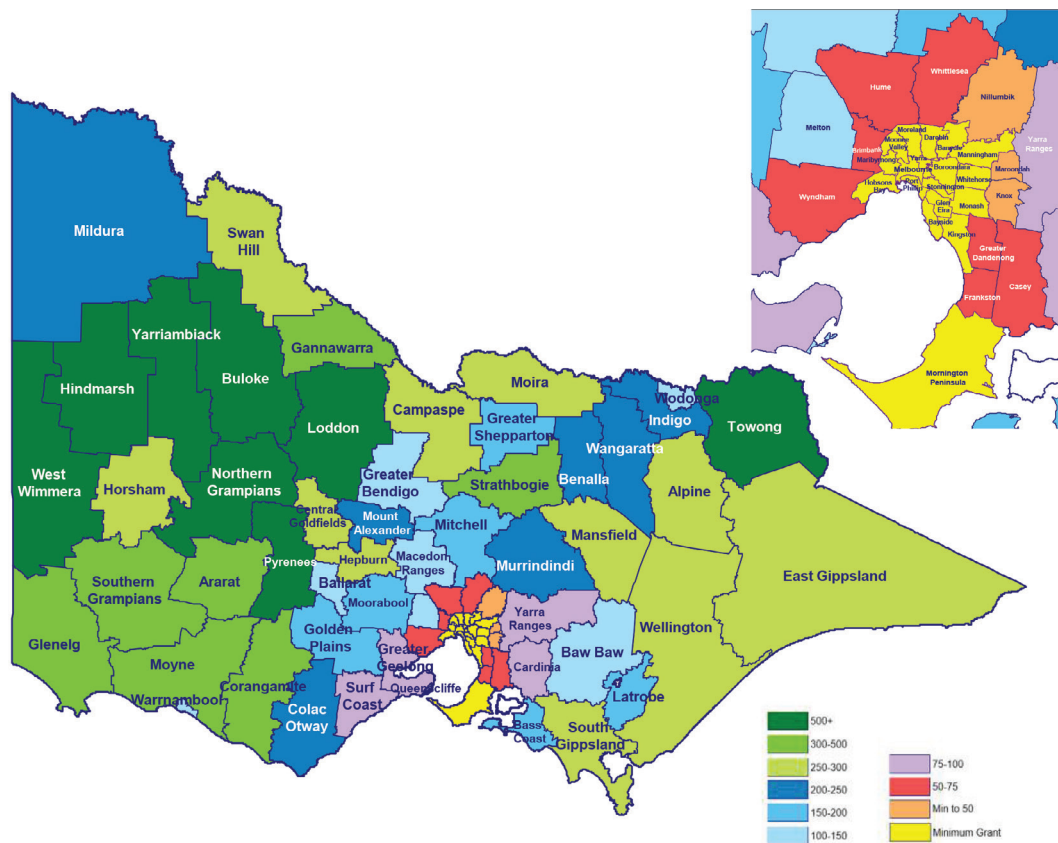 Mildura
Swan
Hill
Yarriambiack
Gannawarra
Hindmarsh
Buloke
Moira
Wodonga
Campaspe
Greater
Shepparton
Indigo
Towong
Loddon
Wangaratta
West
Wimmera
Horsham
Northern
Grampians
Greater
Bendigo
Strathbogie
Benalla
Alpine
Central
Goldfields
Mount
Alexander
Mitchell
Mansfield
Pyrenees
Hepburn
Macedon
Ranges
Murrindindi
Southern
Grampians
Ararat
Ballarat
East Gippsland
Moorabool
Yarra
Ranges
Glenelg
Golden
Plains
Wellington
Moyne
Greater
Geelong
Cardinia
Baw Baw
Corangamite
Warrnambool
Surf
Coast
Queenscliffe
Latrobe
Colac
Otway
Bass
Coast
South
Gippsland
Whittlesea
Hume
Nillumbik
Melton
Moreland
Darebin
Yarra
Ranges
Moonee
Valley
Banyule
Brimbank
Manningham
Maribyrnong
Yarra
Melbourne
Boroondara
Maroondah
Whitehorse
Hobsons
Bay
Port
Phillip
Stonnington
Knox
Wyndham
Glen
Eira
Monash
Bayside
Kingston
Greater
Dandenong
Casey
Frankston
Mornington
Peninsula
500+
300-500
250-300
200-250
150-200
100-150
75-100
50-75
Min to 50
Minimum Grant